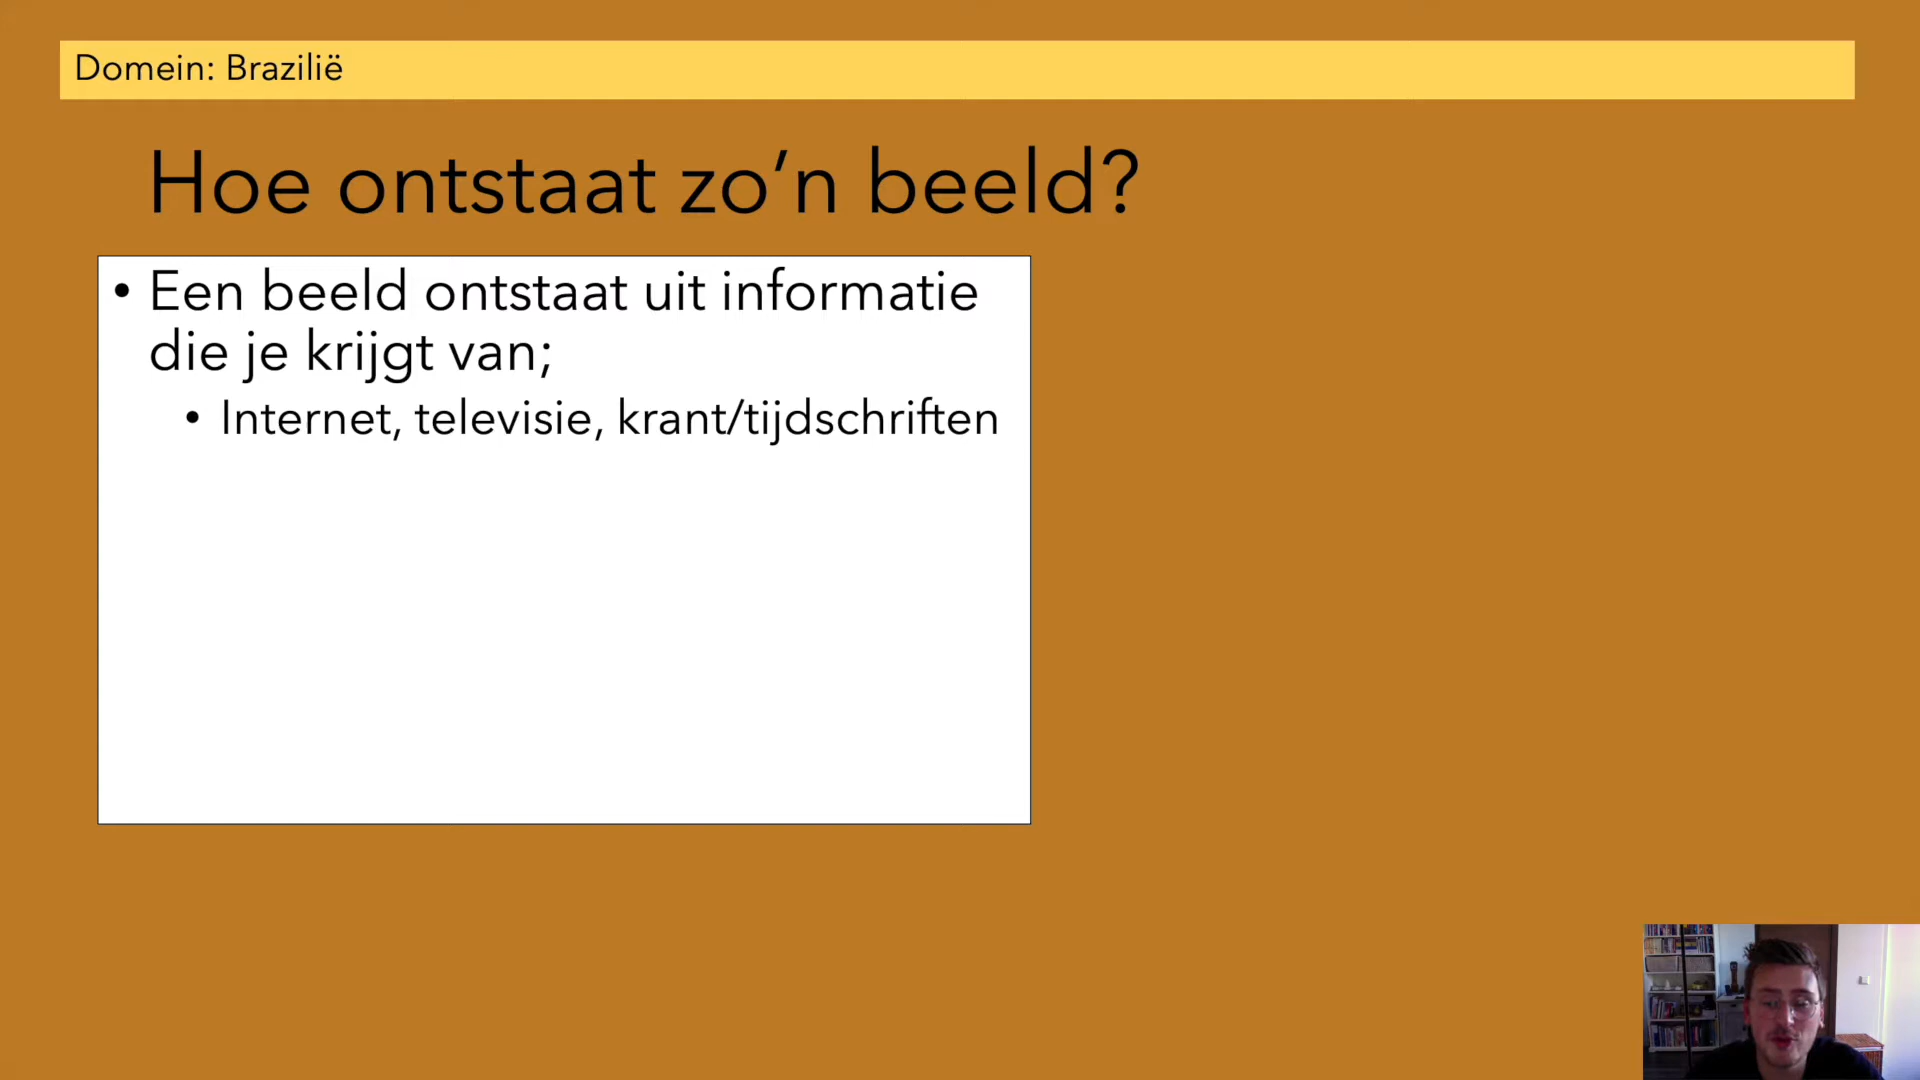 Domein: Brazilië
Hoe ontstaat zo’n beeld?
• Een beeld ontstaat uit informatie
die je krijgt van;
• Internet, televisie, krant/tijdschriften